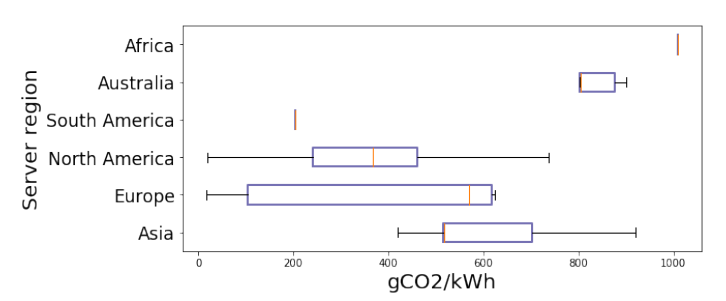 Server region
Africa
Australia
South America
North America
Europe
Asia
0 200 400 600 800 1000
gCO2/kWh